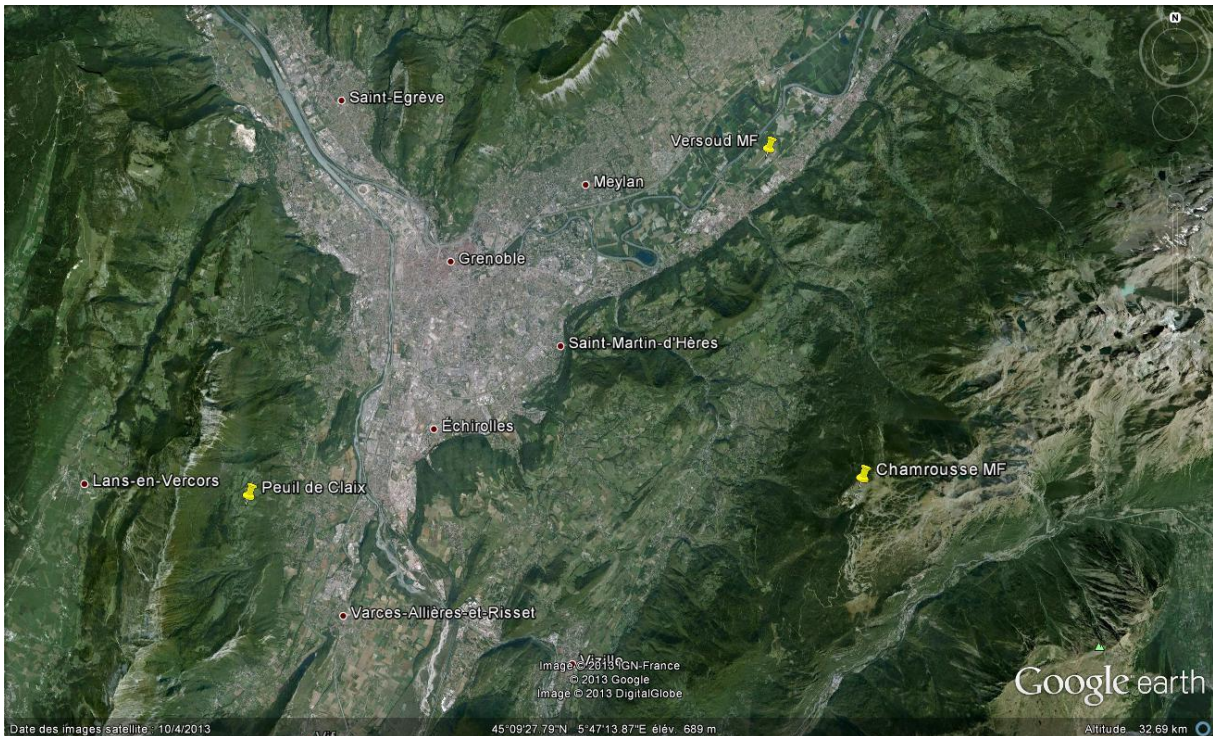 N
Saint-Egrève
Versoud MF
Meylan
Grenoble
Saint-Martin-d'Hères
Échirolles
Chamrousse MF
Lans-en-Vercors
Peuil de Claix
Varces-Allières-et-Risset
Vizille
Image © 2013 IGN-France
© 2013 Google
Image © 2013 DigitalGlobe
Google earth
Vif
Date des images satellite : 10/4/2013
45°09'27.79"N 5°47'13.87"E élév. 689 m
Altitude 32.69 km